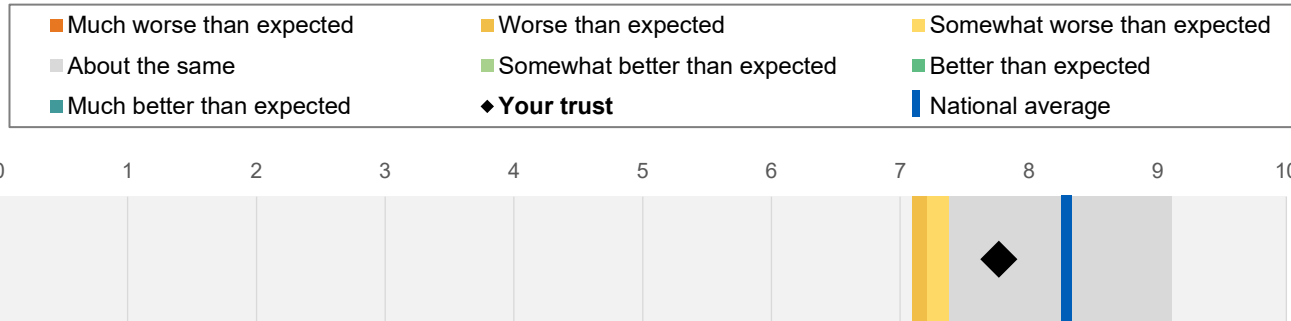 Much worse than expected Worse than expected Somewhat worse than expected
About the same Somewhat better than expected Better than expected
Much better than expected Your trust National average
0 1 2 3 4 5 6 7 8 9 10